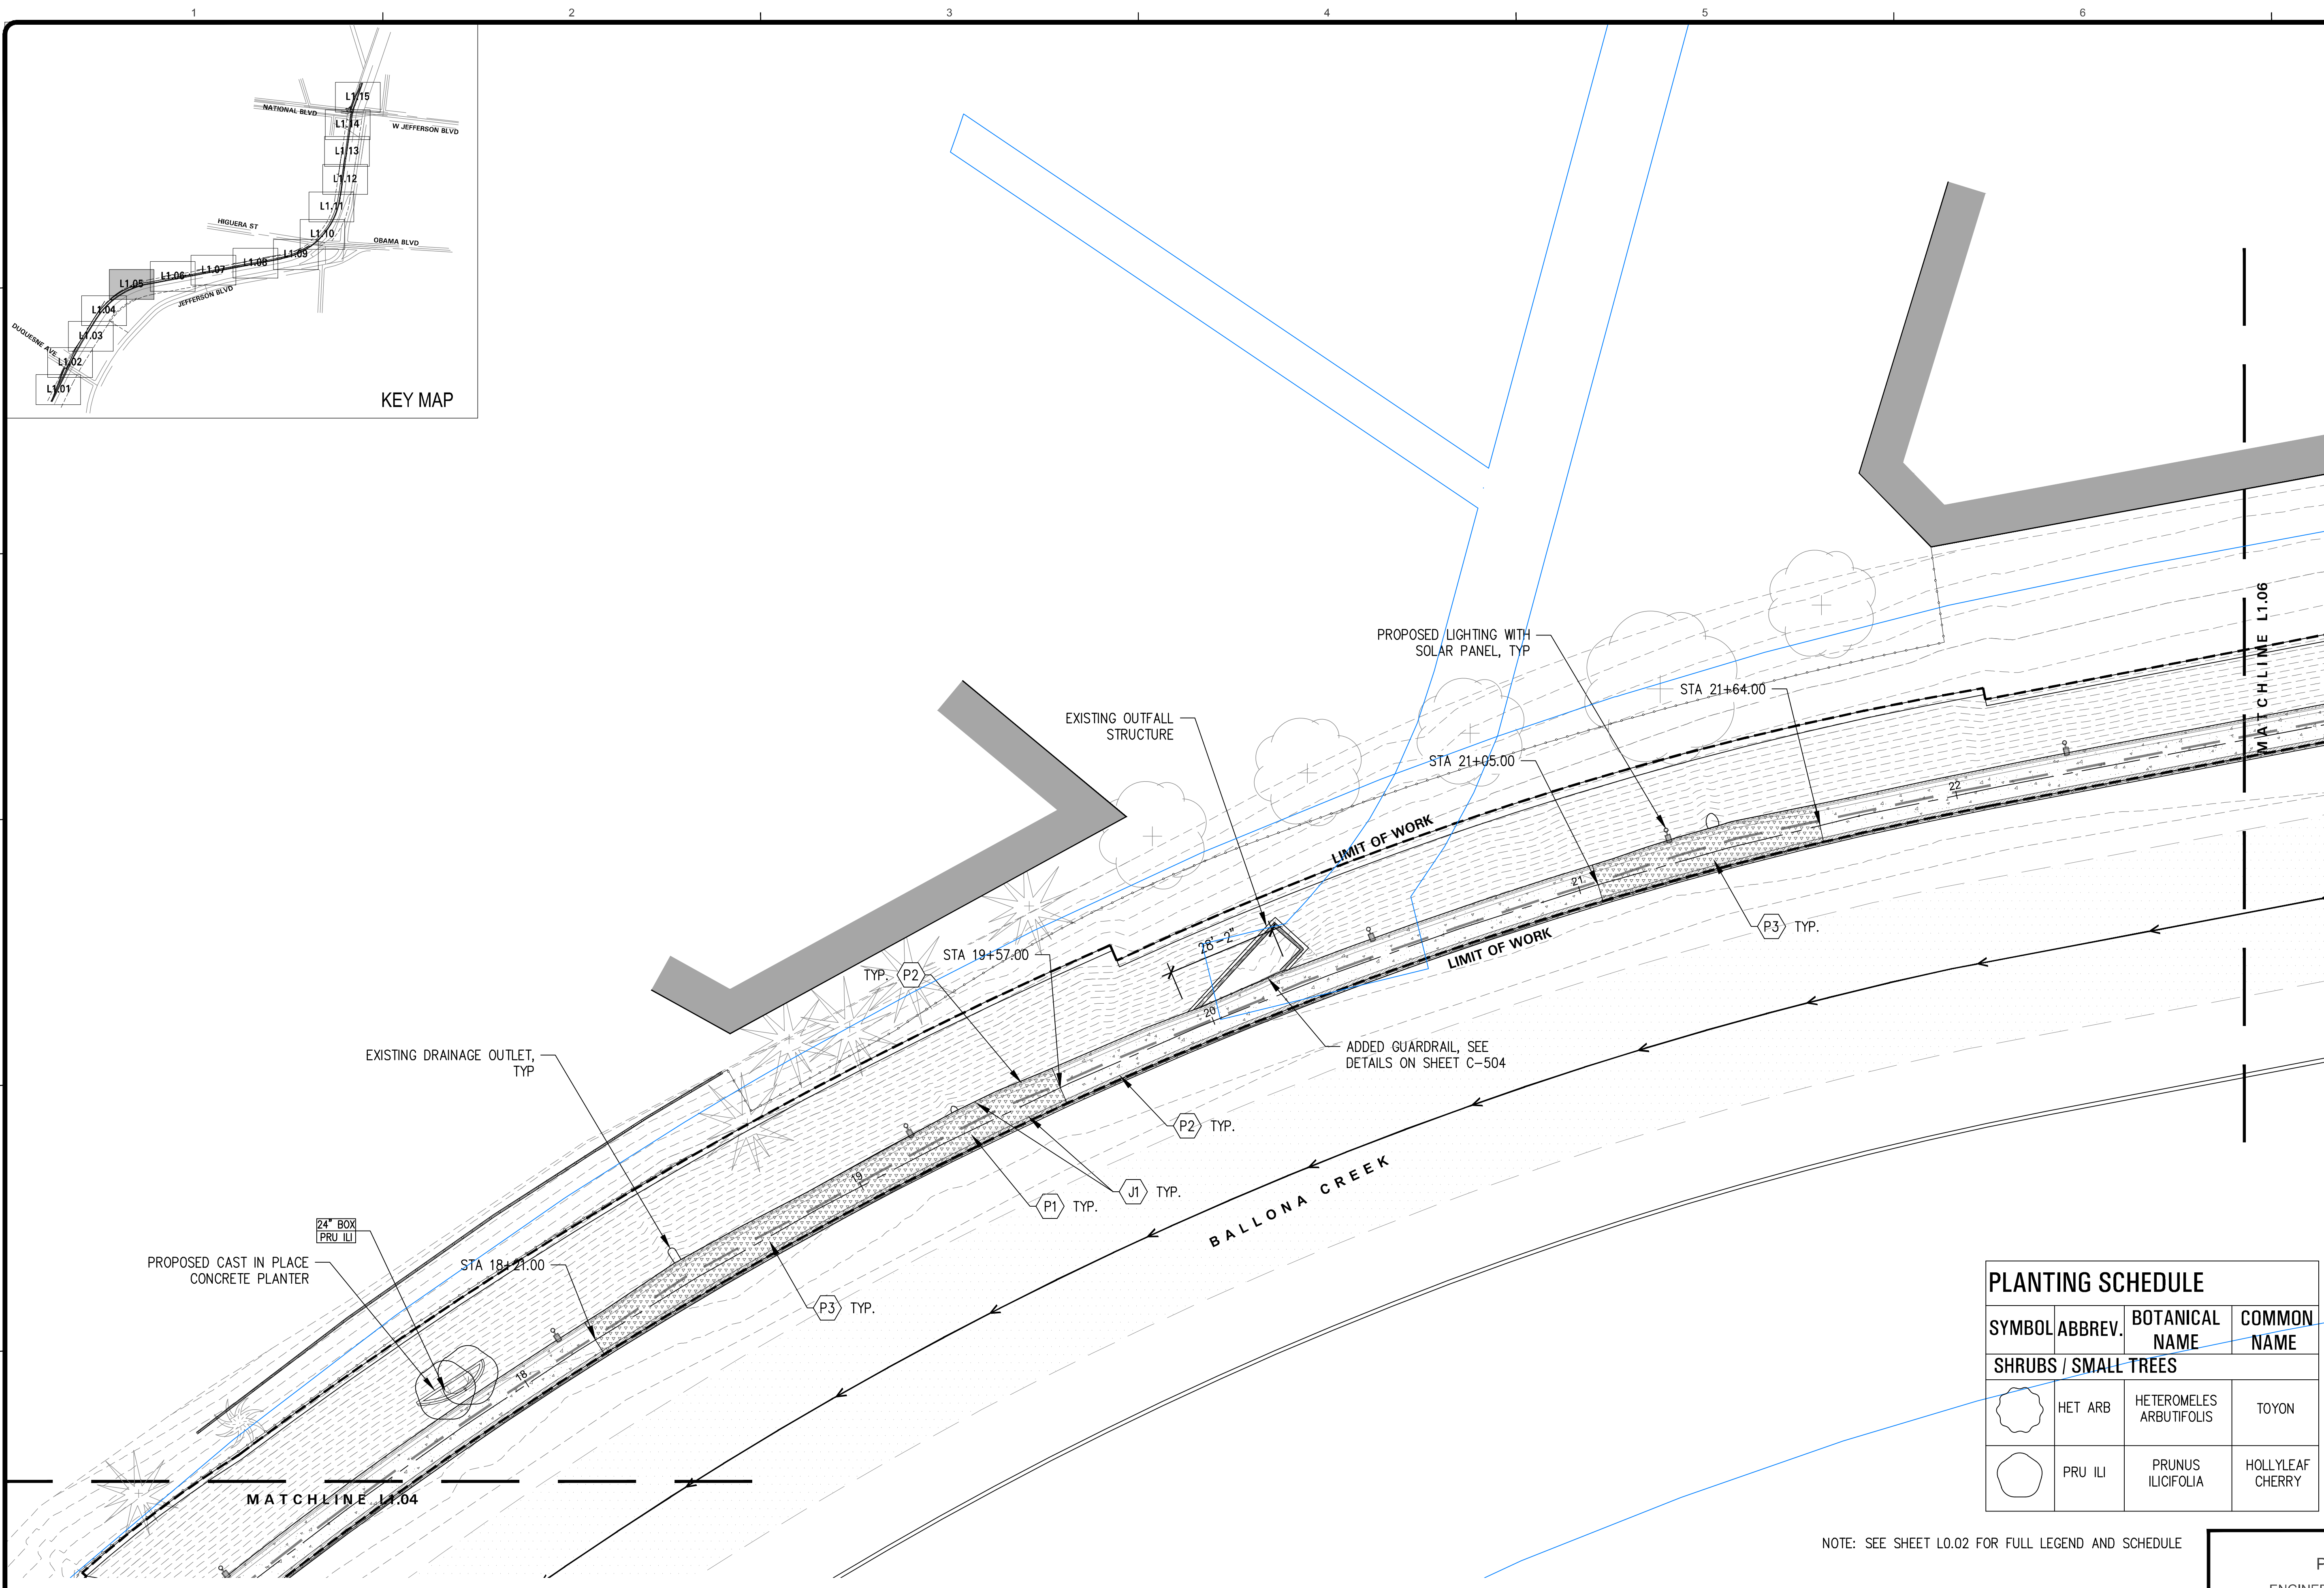 1 2 3 4 5 6
L1.15
NATIONAL BLVD
L1.14
W JEFFERSON BLVD
L1.13
L1.12
L1.11
HIGUERA ST
L1.10
OBAMA BLVD
L1.09
L1.08
L1.07
L1.06
L1.05
JEFFERSON BLVD
L1.04
L1.03
DUQUESNE AVE
L1.02
L1.01
KEY MAP
MATCHLINE L1.06
PROPOSED LIGHTING WITH
SOLAR PANEL, TYP
STA 21+64.00
EXISTING OUTFALL
STRUCTURE
STA 21+05.00
22
LIMIT OF WORK
21
P3 TYP.
28'-2"
LIMIT OF WORK
STA 19+57.00
TYP. P2
20
EXISTING DRAINAGE OUTLET,
TYP
ADDED GUARDRAIL, SEE
DETAILS ON SHEET C-504
P2 TYP.
19
J1 TYP.
P1 TYP.
BALLONA CREEK
24" BOX
PRU ILI
PROPOSED CAST IN PLACE
CONCRETE PLANTER
STA 18+21.00
P3 TYP.
18
MATCHLINE L1.04
PLANTING SCHEDULE
SYMBOL ABBREV. BOTANICAL NAME COMMON NAME
SHRUBS / SMALL TREES
HET ARB HETEROMELES ARBUTIFOLIS TOYON
PRU ILI PRUNUS ILICIFOLIA HOLLYLEAF CHERRY
NOTE: SEE SHEET L0.02 FOR FULL LEGEND AND SCHEDULE